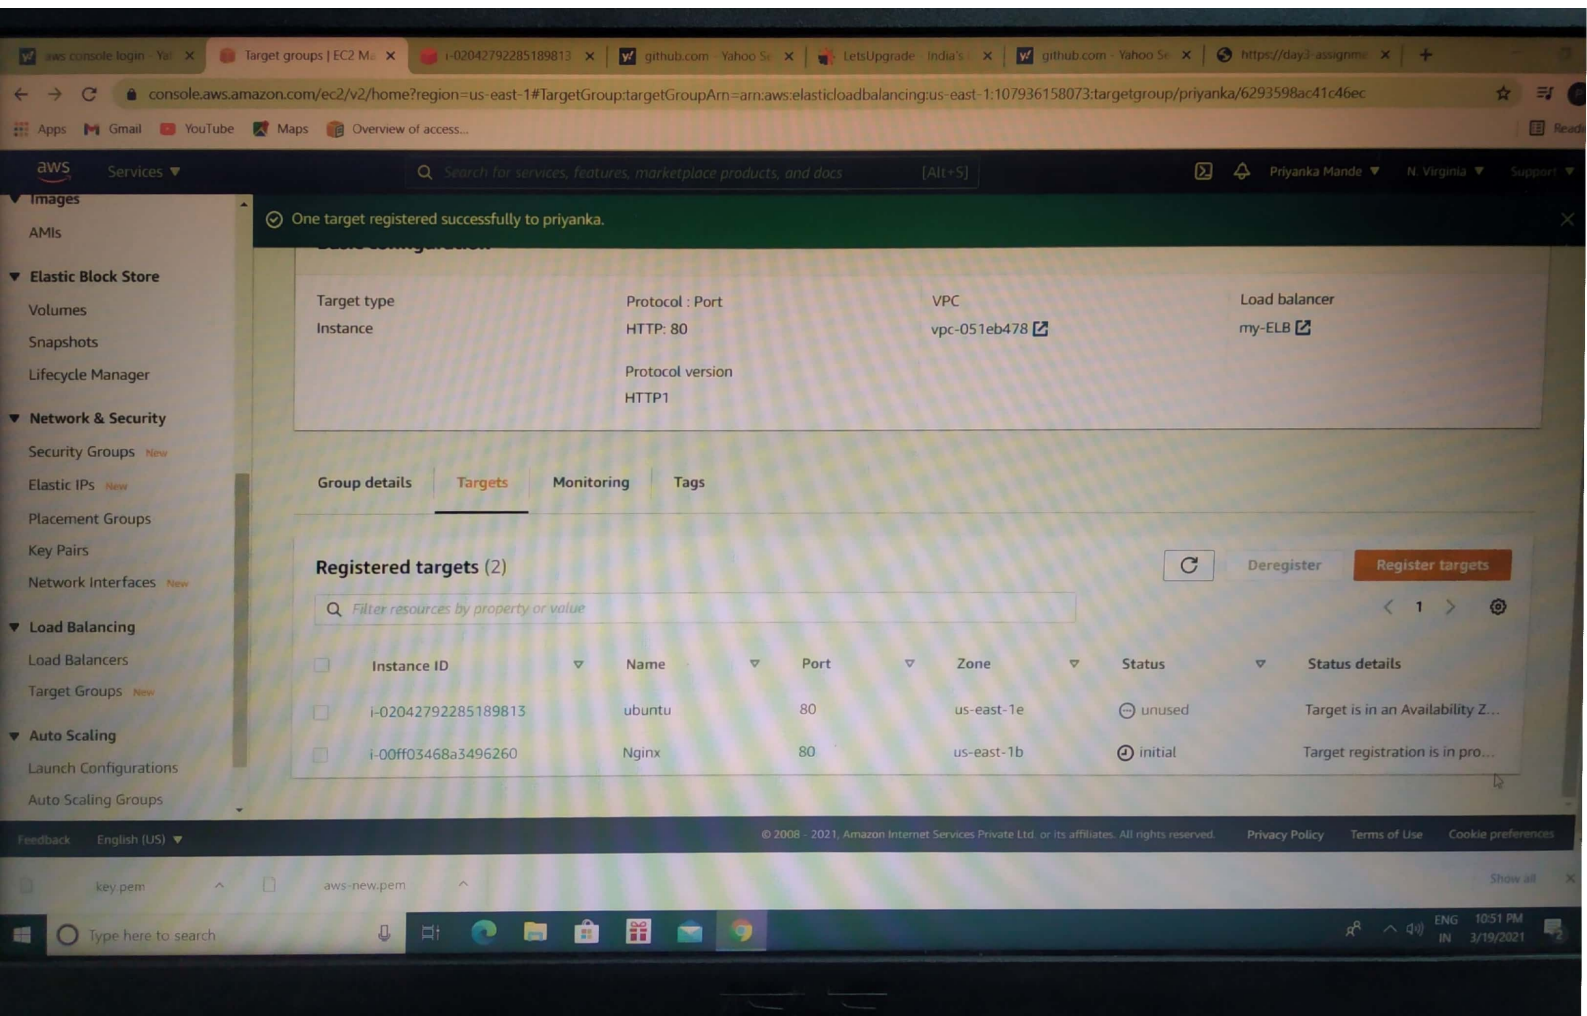 aws console login - Ya
Target groups | EC2 Ma
i-02042792285189813
github.com - Yahoo Se
LetsUpgrade - India's
github.com - Yahoo Se
https://day3-assignme
console.aws.amazon.com/ec2/v2/home?region=us-east-1#TargetGroup:targetGroupArn=arn:aws:elasticloadbalancing:us-east-1:107936158073:targetgroup/priyanka/6293598ac41c46ec
Apps Gmail YouTube Maps Overview of access... Readi
aws Services Search for services, features, marketplace products, and docs [Alt+S] Priyanka Mande N. Virginia Support
Images
AMIs
Elastic Block Store
Volumes
Snapshots
Lifecycle Manager
Network & Security
Security Groups New
Elastic IPs New
Placement Groups
Key Pairs
Network Interfaces New
Load Balancing
Load Balancers
Target Groups New
Auto Scaling
Launch Configurations
Auto Scaling Groups
One target registered successfully to priyanka.
Basic configuration
Target type Protocol : Port VPC Load balancer
Instance HTTP: 80 vpc-051eb478 my-ELB
Protocol version
HTTP1
Group details Targets Monitoring Tags
Registered targets (2) Deregister Register targets
Filter resources by property or value 1
Instance ID Name Port Zone Status Status details
i-02042792285189813 ubuntu 80 us-east-1e unused Target is in an Availability Z...
i-00ff03468a3496260 Nginx 80 us-east-1b initial Target registration is in pro...
Feedback English (US) © 2008 - 2021, Amazon Internet Services Private Ltd. or its affiliates. All rights reserved. Privacy Policy Terms of Use Cookie preferences
key.pem aws-new.pem Show all
Type here to search ENG 10:51 PM
IN 3/19/2021 2